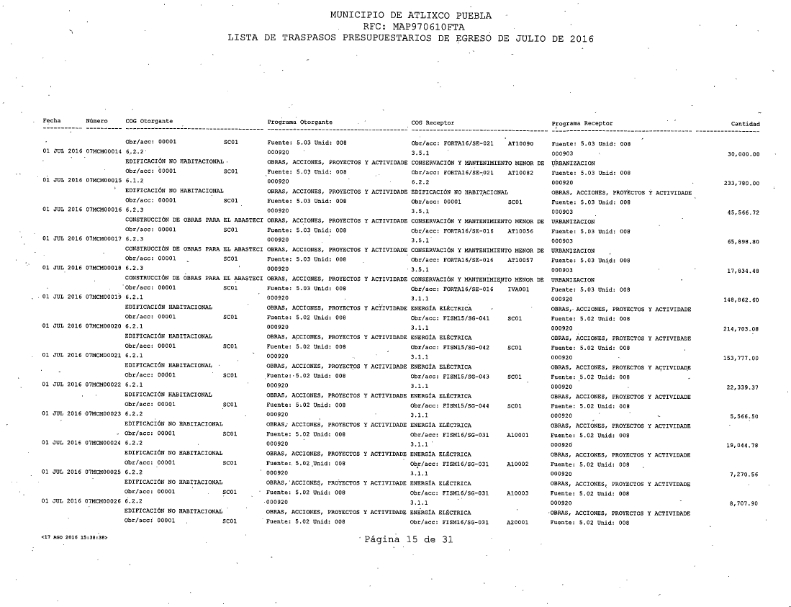 MUNICIPIO DE ATLIXCO PUEBLA
RFC: MAP970610FTA
LISTA DE TRASPASOS PRESUPUESTARIOS DE EGRESO DE JULIO DE 2016
Fecha Número COG Otorgante Programa Otorgante COG Receptor Programa Receptor Cantidad
Obr/acc: 00001 SC01 Fuente: 5.03 Unid: 008 Obr/acc: FORTA16/SE-021 AT10090 Fuente: 5.03 Unid: 008
01 JUL 2016 07MCM00014 6.2.2 000920 3.5.1 000903 30,000.00
EDIFICACIÓN NO HABITACIONAL OBRAS, ACCIONES, PROYECTOS Y ACTIVIDADE CONSERVACIÓN Y MANTENIMIENTO MENOR DE URBANIZACION
Obr/acc: 00001 SC01 Fuente: 5.03 Unid: 008 Obr/acc: FORTA16/SE-021 AT10082 Fuente: 5.03 Unid: 008
01 JUL 2016 07MCM00015 6.1.2 000920 6.2.2 000920 233,780.00
EDIFICACIÓN NO HABITACIONAL OBRAS, ACCIONES, PROYECTOS Y ACTIVIDADE EDIFICACIÓN NO HABITACIONAL OBRAS, ACCIONES, PROYECTOS Y ACTIVIDADE
Obr/acc: 00001 SC01 Fuente: 5.03 Unid: 008 Obr/acc: 00001 SC01 Fuente: 5.03 Unid: 008
01 JUL 2016 07MCM00016 6.2.3 000920 3.5.1 000903 45,566.72
CONSTRUCCIÓN DE OBRAS PARA EL ABASTECI OBRAS, ACCIONES, PROYECTOS Y ACTIVIDADE CONSERVACIÓN Y MANTENIMIENTO MENOR DE URBANIZACION
Obr/acc: 00001 SC01 Fuente: 5.03 Unid: 008 Obr/acc: FORTA16/SE-016 AT10056 Fuente: 5.03 Unid: 008
01 JUL 2016 07MCM00017 6.2.3 000920 3.5.1 000903 65,898.80
CONSTRUCCIÓN DE OBRAS PARA EL ABASTECI OBRAS, ACCIONES, PROYECTOS Y ACTIVIDADE CONSERVACIÓN Y MANTENIMIENTO MENOR DE URBANIZACION
Obr/acc: 00001 SC01 Fuente: 5.03 Unid: 008 Obr/acc: FORTA16/SE-016 AT10057 Fuente: 5.03 Unid: 008
01 JUL 2016 07MCM00018 6.2.3 000920 3.5.1 000903 17,834.48
CONSTRUCCIÓN DE OBRAS PARA EL ABASTECI OBRAS, ACCIONES, PROYECTOS Y ACTIVIDADE CONSERVACIÓN Y MANTENIMIENTO MENOR DE URBANIZACION
Obr/acc: 00001 SC01 Fuente: 5.03 Unid: 008 Obr/acc: FORTA16/SE-016 IVA001 Fuente: 5.03 Unid: 008
01 JUL 2016 07MCM00019 6.2.1 000920 3.1.1 000920 148,862.60
EDIFICACIÓN HABITACIONAL OBRAS, ACCIONES, PROYECTOS Y ACTIVIDADE ENERGÍA ELÉCTRICA OBRAS, ACCIONES, PROYECTOS Y ACTIVIDADE
Obr/acc: 00001 SC01 Fuente: 5.02 Unid: 008 Obr/acc: FISM15/SG-041 SC01 Fuente: 5.02 Unid: 008
01 JUL 2016 07MCM00020 6.2.1 000920 3.1.1 000920 214,703.08
EDIFICACIÓN HABITACIONAL OBRAS, ACCIONES, PROYECTOS Y ACTIVIDADE ENERGÍA ELÉCTRICA OBRAS, ACCIONES, PROYECTOS Y ACTIVIDADE
Obr/acc: 00001 SC01 Fuente: 5.02 Unid: 008 Obr/acc: FISM15/SG-042 SC01 Fuente: 5.02 Unid: 008
01 JUL 2016 07MCM00021 6.2.1 000920 3.1.1 000920 153,777.00
EDIFICACIÓN HABITACIONAL OBRAS, ACCIONES, PROYECTOS Y ACTIVIDADE ENERGÍA ELÉCTRICA OBRAS, ACCIONES, PROYECTOS Y ACTIVIDADE
Obr/acc: 00001 SC01 Fuente: 5.02 Unid: 008 Obr/acc: FISM15/SG-043 SC01 Fuente: 5.02 Unid: 008
01 JUL 2016 07MCM00022 6.2.1 000920 3.1.1 000920 22,339.37
EDIFICACIÓN HABITACIONAL OBRAS, ACCIONES, PROYECTOS Y ACTIVIDADE ENERGÍA ELÉCTRICA OBRAS, ACCIONES, PROYECTOS Y ACTIVIDADE
Obr/acc: 00001 SC01 Fuente: 5.02 Unid: 008 Obr/acc: FISM15/SG-044 SC01 Fuente: 5.02 Unid: 008
01 JUL 2016 07MCM00023 6.2.2 000920 3.1.1 000920 5,566.50
EDIFICACIÓN NO HABITACIONAL OBRAS, ACCIONES, PROYECTOS Y ACTIVIDADE ENERGÍA ELÉCTRICA OBRAS, ACCIONES, PROYECTOS Y ACTIVIDADE
Obr/acc: 00001 SC01 Fuente: 5.02 Unid: 008 Obr/acc: FISM16/SG-031 A10001 Fuente: 5.02 Unid: 008
01 JUL 2016 07MCM00024 6.2.2 000920 3.1.1 000920 19,044.78
EDIFICACIÓN NO HABITACIONAL OBRAS, ACCIONES, PROYECTOS Y ACTIVIDADE ENERGÍA ELÉCTRICA OBRAS, ACCIONES, PROYECTOS Y ACTIVIDADE
Obr/acc: 00001 SC01 Fuente: 5.02 Unid: 008 Obr/acc: FISM16/SG-031 A10002 Fuente: 5.02 Unid: 008
01 JUL 2016 07MCM00025 6.2.2 000920 3.1.1 000920 7,270.56
EDIFICACIÓN NO HABITACIONAL OBRAS, ACCIONES, PROYECTOS Y ACTIVIDADE ENERGÍA ELÉCTRICA OBRAS, ACCIONES, PROYECTOS Y ACTIVIDADE
Obr/acc: 00001 SC01 Fuente: 5.02 Unid: 008 Obr/acc: FISM16/SG-031 A10003 Fuente: 5.02 Unid: 008
01 JUL 2016 07MCM00026 6.2.2 000920 3.1.1 000920 8,707.90
EDIFICACIÓN NO HABITACIONAL OBRAS, ACCIONES, PROYECTOS Y ACTIVIDADE ENERGÍA ELÉCTRICA OBRAS, ACCIONES, PROYECTOS Y ACTIVIDADE
Obr/acc: 00001 SC01 Fuente: 5.02 Unid: 008 Obr/acc: FISM16/SG-031 A20001 Fuente: 5.02 Unid: 008
<17 AGO 2016 15:38:30> Página 15 de 31